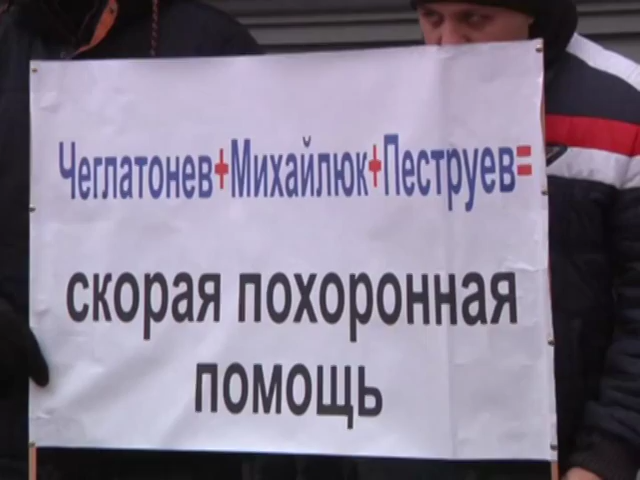 Чеглатонев+Михайлюк+Пеструев=
скорая похоронная
помощь